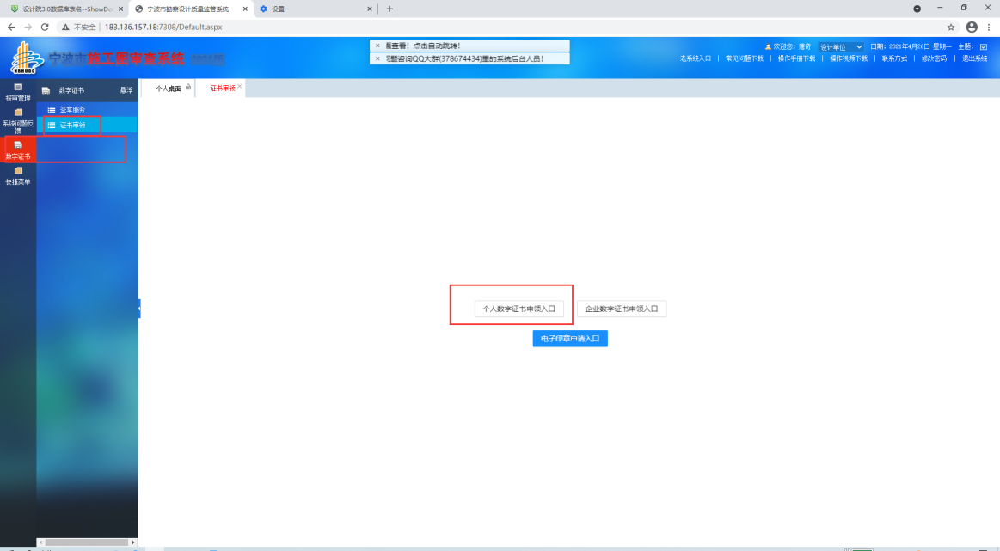 设计院3.0数据库表名--ShowDo
宁波市勘察设计质量监管系统
设置
不安全 | 183.136.157.18:7308/Default.aspx
宁波市施工图审查系统
查看！点击自动跳转！
问题咨询QQ大群(378674434)里的系统后台人员！
欢迎您: 唐奇 设计单位 日期: 2021年4月26日 星期一 主题:
老系统入口 | 常见问题下载 | 操作手册下载 | 操作视频下载 | 联系方式 | 修改密码 | 退出系统
报审管理
系统问题反馈
数字证书
快捷菜单
数字证书 悬浮
签章服务
证书审领
个人桌面
证书审领
个人数字证书申领入口
企业数字证书申领入口
电子印章申请入口